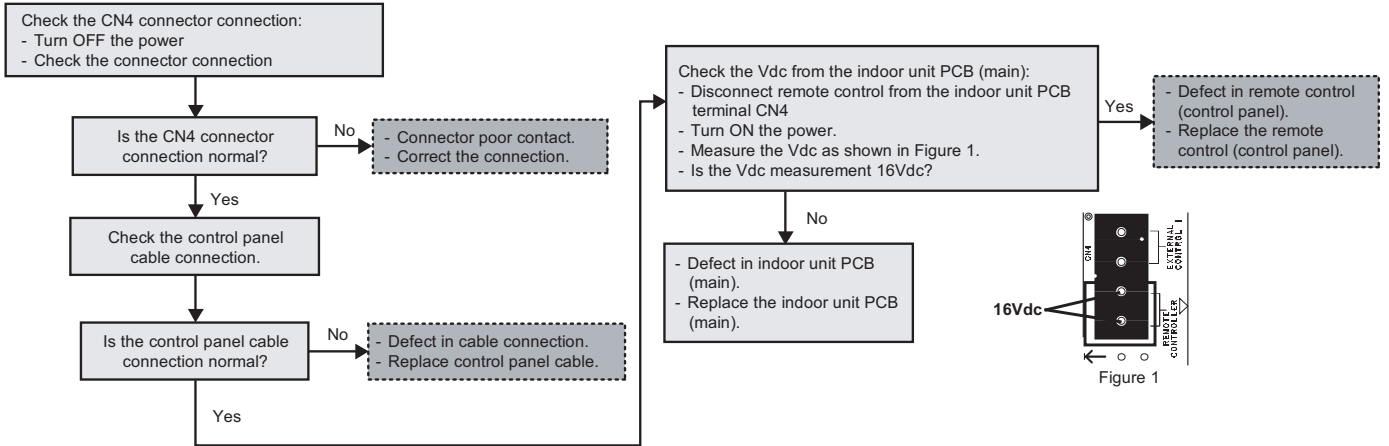 Check the CN4 connector connection:
- Turn OFF the power
- Check the connector connection
Is the CN4 connector
connection normal?
No
- Connector poor contact.
- Correct the connection.
Yes
Check the control panel
cable connection.
Is the control panel cable
connection normal?
No
- Defect in cable connection.
- Replace control panel cable.
Yes
Check the Vdc from the indoor unit PCB (main):
- Disconnect remote control from the indoor unit PCB
terminal CN4
- Turn ON the power.
- Measure the Vdc as shown in Figure 1.
- Is the Vdc measurement 16Vdc?
Yes
- Defect in remote control
(control panel).
- Replace the remote
control (control panel).
No
- Defect in indoor unit PCB
(main).
- Replace the indoor unit PCB
(main).
CN4
EXTERNAL
CONTROL 1
REMOTE
CONTROLLER
16Vdc
Figure 1